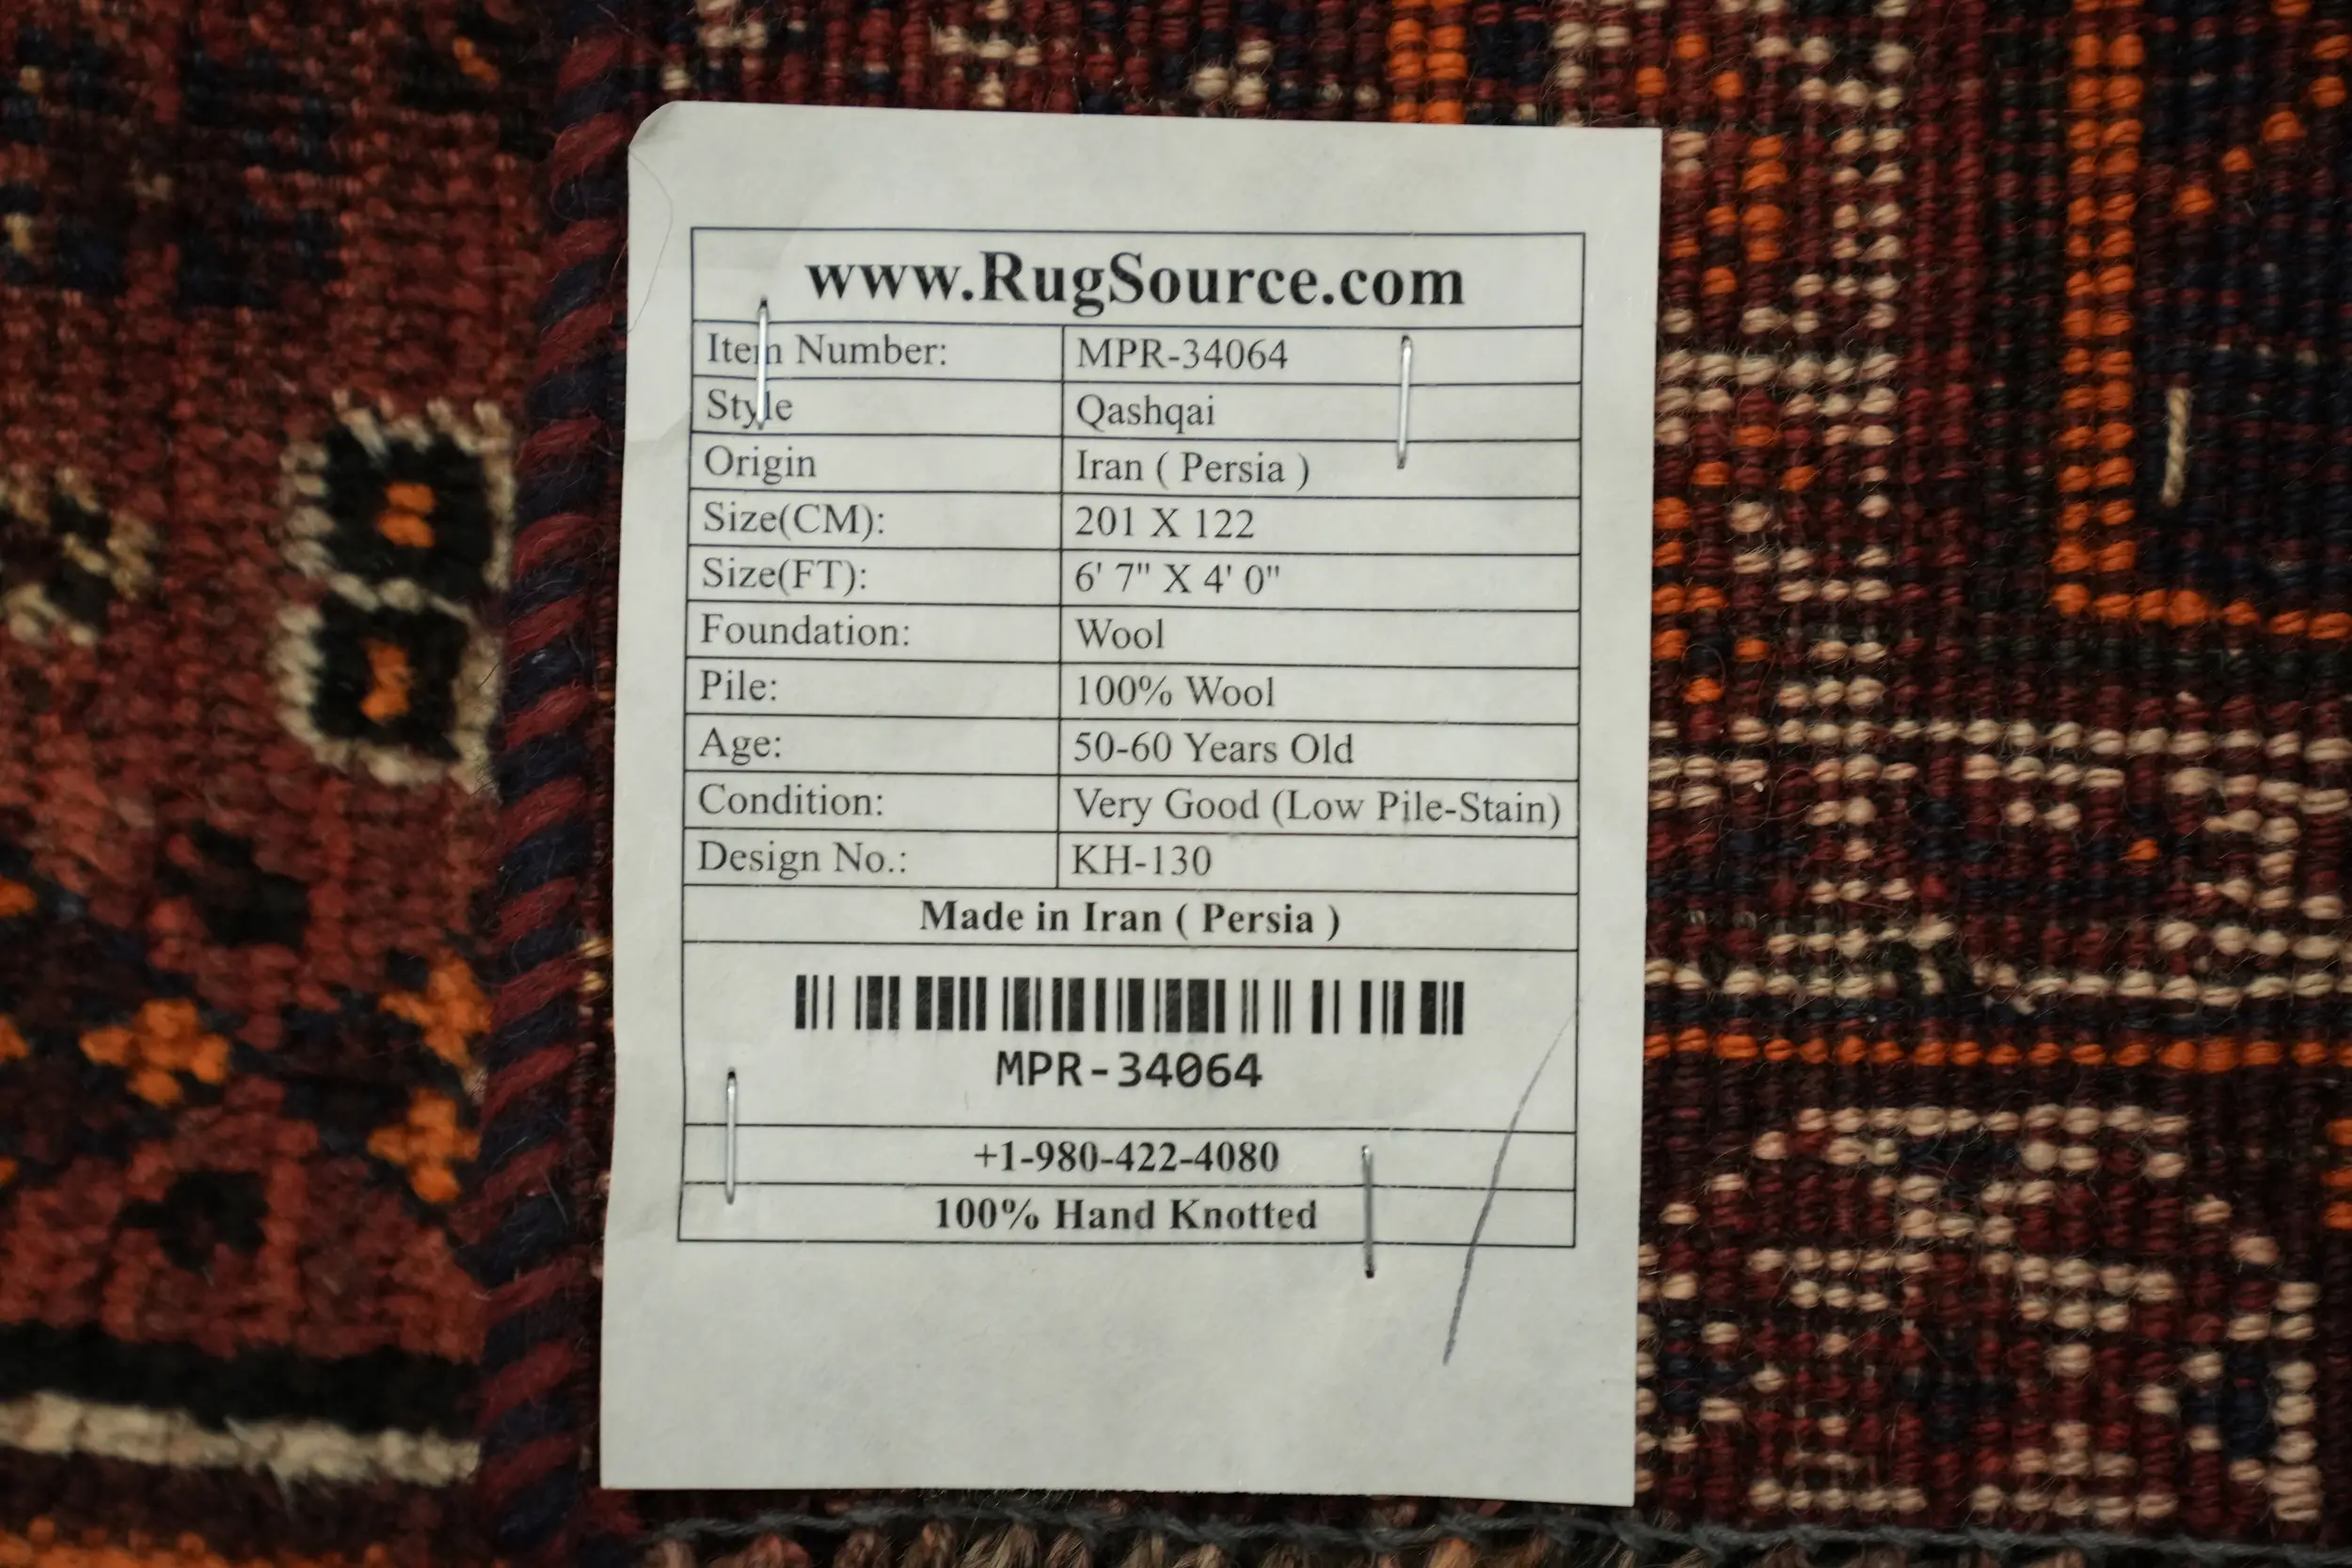 www.RugSource.com
Item Number: MPR-34064
Style Qashqai
Origin Iran ( Persia )
Size(CM): 201 X 122
Size(FT): 6' 7" X 4' 0"
Foundation: Wool
Pile: 100% Wool
Age: 50-60 Years Old
Condition: Very Good (Low Pile-Stain)
Design No.: KH-130
Made in Iran ( Persia )
MPR-34064
+1-980-422-4080
100% Hand Knotted